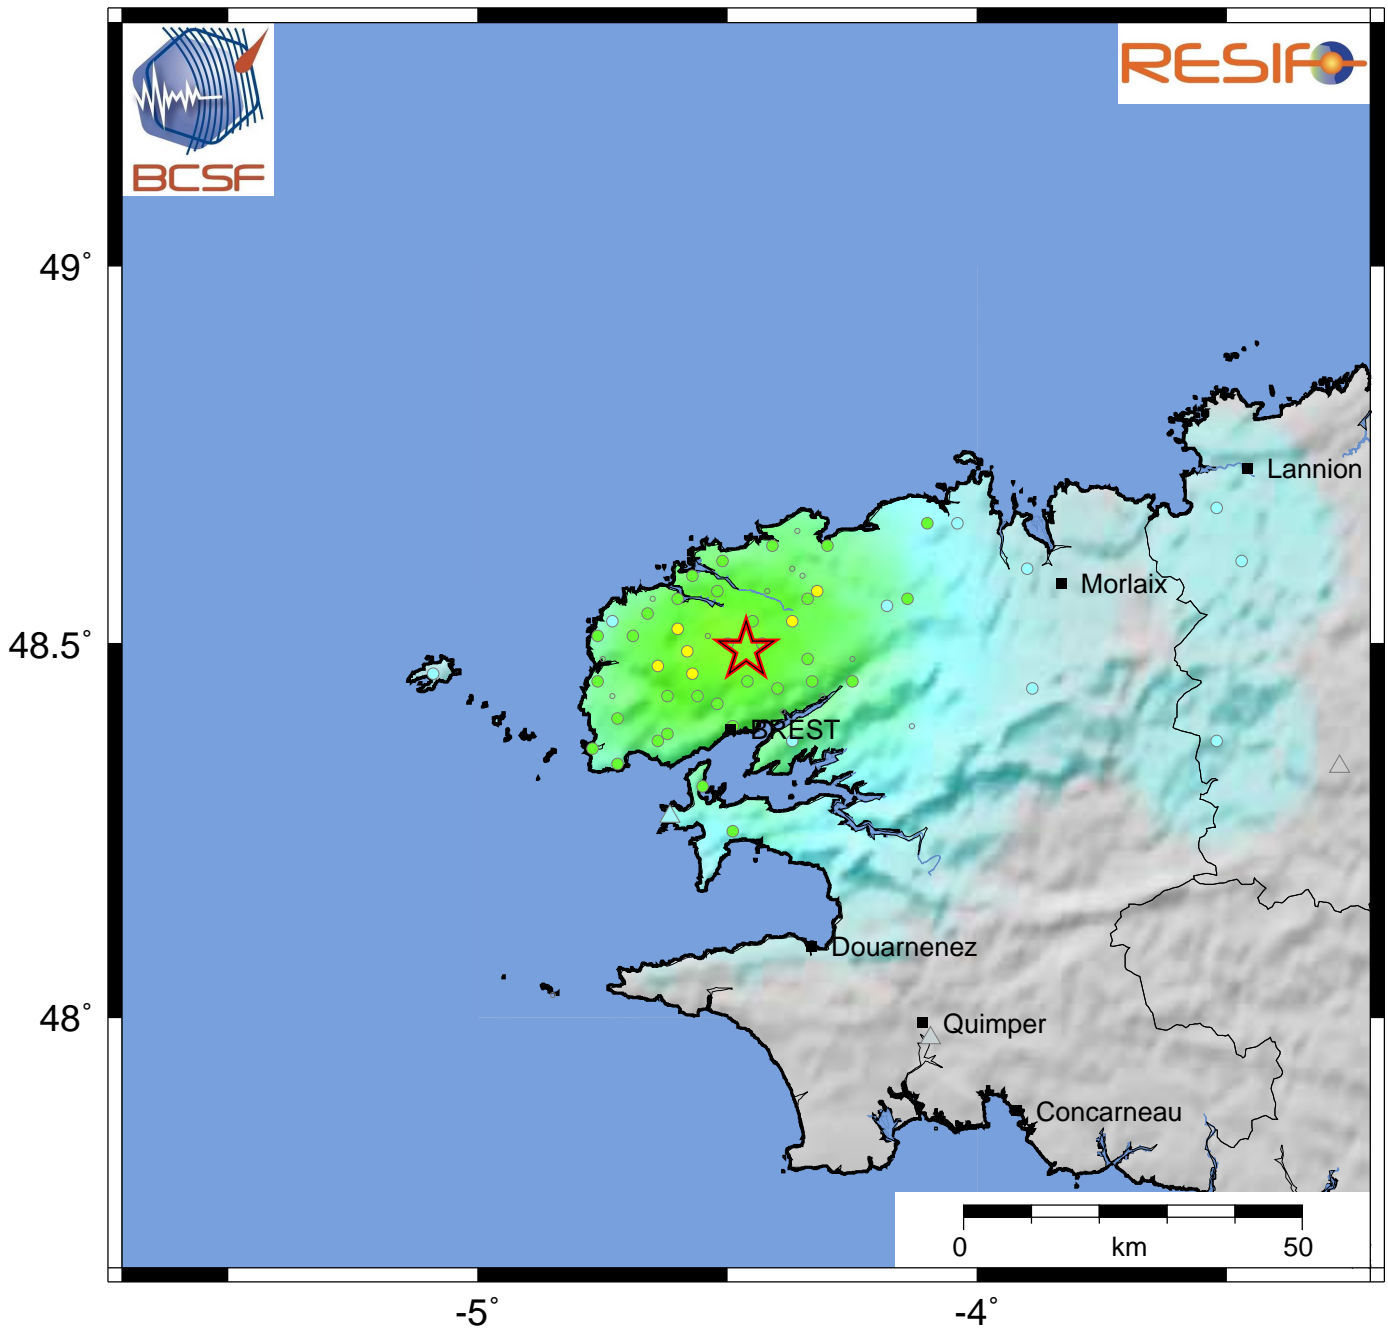 BCSF
RESIF
49°
Lannion
Morlaix
48.5°
BREST
Douarnenez
48°
Quimper
Concarneau
0 km 50
-5° -4°